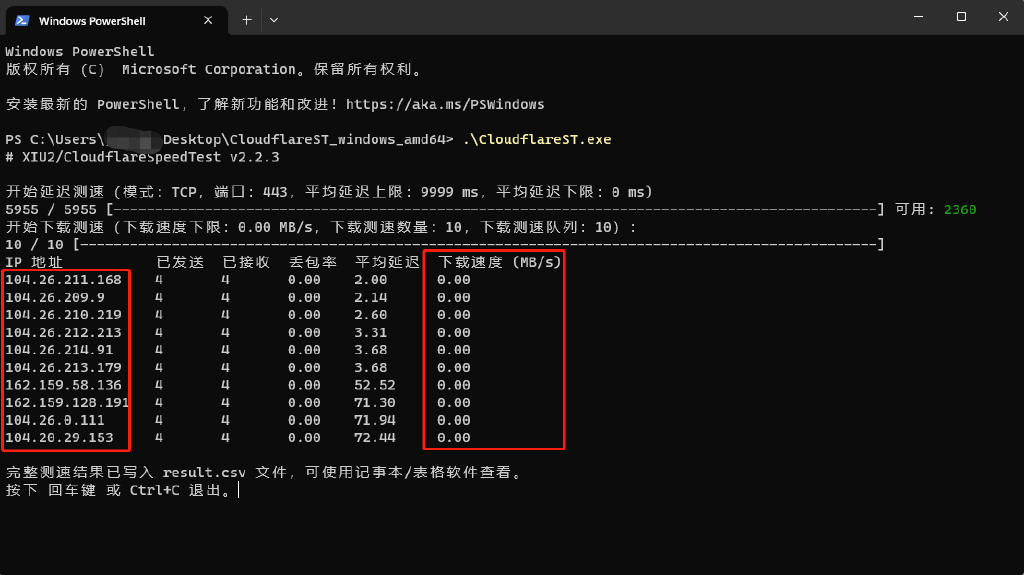 Windows PowerShell
Windows PowerShell
版权所有 (C) Microsoft Corporation。保留所有权利。
安装最新的 PowerShell，了解新功能和改进！https://aka.ms/PSWindows
PS C:\Users\ Desktop\CloudflareST_windows_amd64> .\CloudflareST.exe
# XIU2/CloudflareSpeedTest v2.2.3
开始延迟测速 (模式: TCP, 端口: 443, 平均延迟上限: 9999 ms, 平均延迟下限: 0 ms)
5955 / 5955 [----------------------------------------------------------------------------------------------] 可用: 2360
开始下载测速 (下载速度下限: 0.00 MB/s, 下载测速数量: 10, 下载测速队列: 10) :
10 / 10 [--------------------------------------------------------------------------------------------------]
IP 地址 已发送 已接收 丢包率 平均延迟 下载速度 (MB/s)
104.26.211.168 4 4 0.00 2.00 0.00
104.26.209.9 4 4 0.00 2.14 0.00
104.26.210.219 4 4 0.00 2.60 0.00
104.26.212.213 4 4 0.00 3.31 0.00
104.26.214.91 4 4 0.00 3.68 0.00
104.26.213.179 4 4 0.00 3.68 0.00
162.159.58.136 4 4 0.00 52.52 0.00
162.159.128.191 4 4 0.00 71.30 0.00
104.26.0.111 4 4 0.00 71.94 0.00
104.20.29.153 4 4 0.00 72.44 0.00
完整测速结果已写入 result.csv 文件，可使用记事本/表格软件查看。
按下 回车键 或 Ctrl+C 退出。